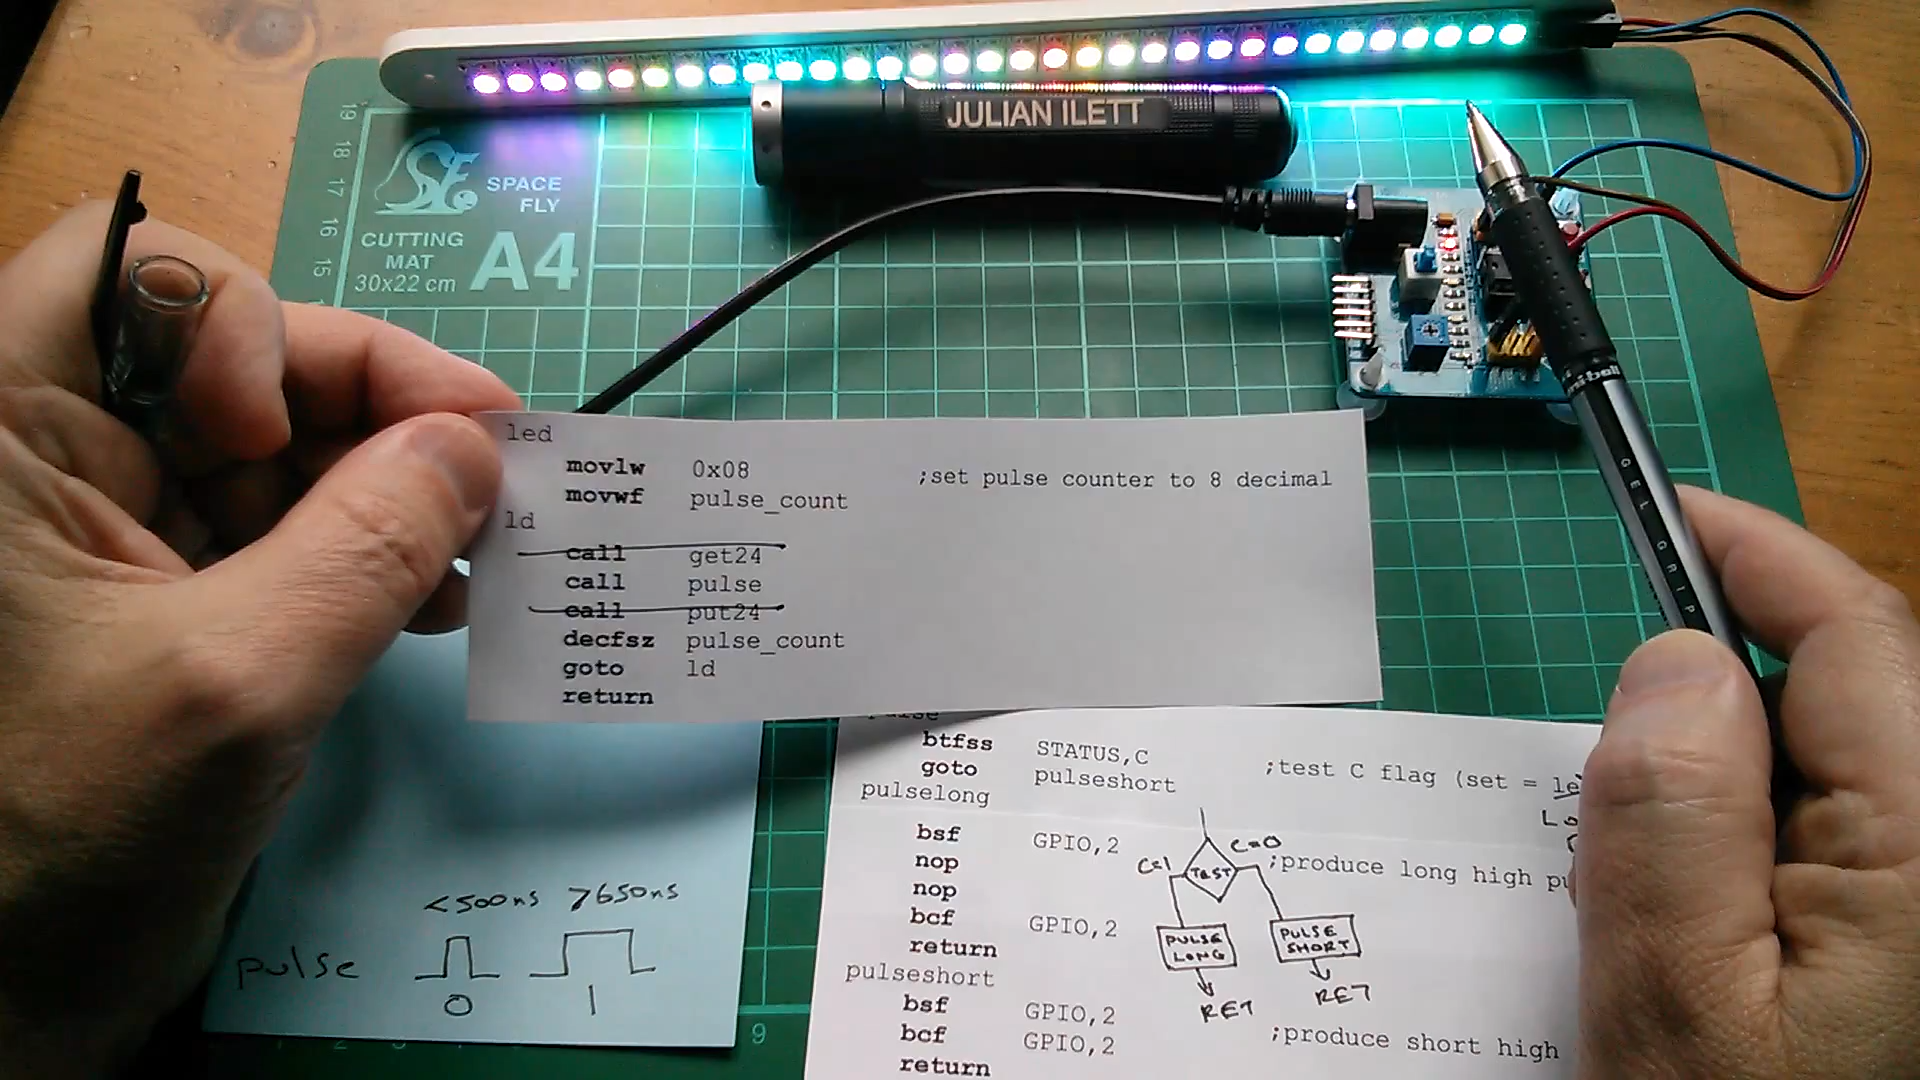 JULIAN ILETT
19
18
17
16
15
SPACE
FLY
CUTTING
MAT
A4
30x22 cm
GEL GRIP
led
movlw 0x08 ;set pulse counter to 8 decimal
movwf pulse_count
ld
call get24
call pulse
call put24
decfsz pulse_count
goto ld
return
pulse
btfss STATUS,C ;test C flag (set =
goto pulseshort
pulselong
bsf GPIO,2
nop ;produce long high
nop
bcf GPIO,2
return
pulseshort
bsf GPIO,2
bcf GPIO,2 ;produce short high
return
C=1
C=0
TEST
PULSE
LONG
PULSE
SHORT
RET
RET
<500ns >650ns
pulse
0 1
9